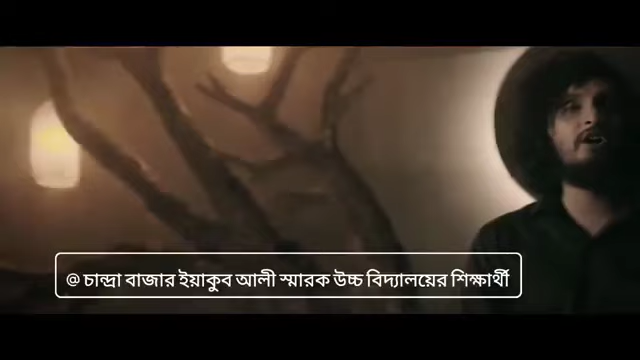 @ চান্দ্রা বাজার ইয়াকুব আলী স্মারক উচ্চ বিদ্যালয়ের শিক্ষার্থী